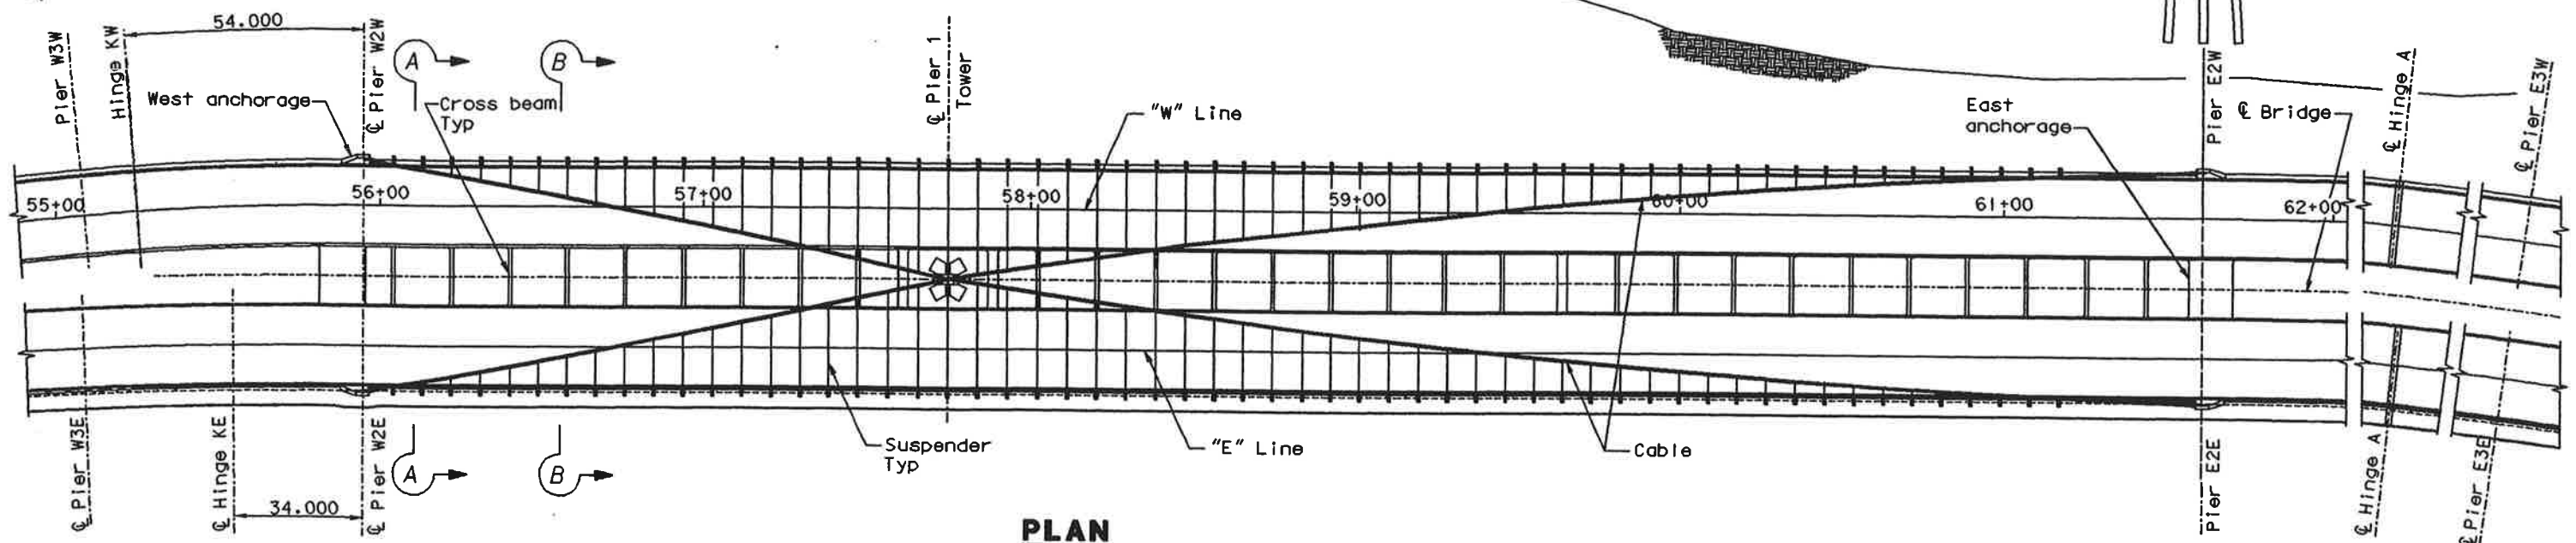 54.000
Pier W3W
Hinge KW
℄ Pier W2W
A
B
℄ Pier 1
Tower
Pier E2W
℄ Hinge A
℄ Pier E3W
West anchorage
Cross beam
Typ
"W" Line
East
anchorage
℄ Bridge
55+00
56+00
57+00
58+00
59+00
60+00
61+00
62+00
℄ Pier W3E
℄ Hinge KE
34.000
℄ Pier W2E
A
B
Suspender
Typ
"E" Line
Cable
Pier E2E
℄ Hinge A
℄ Pier E3E
PLAN